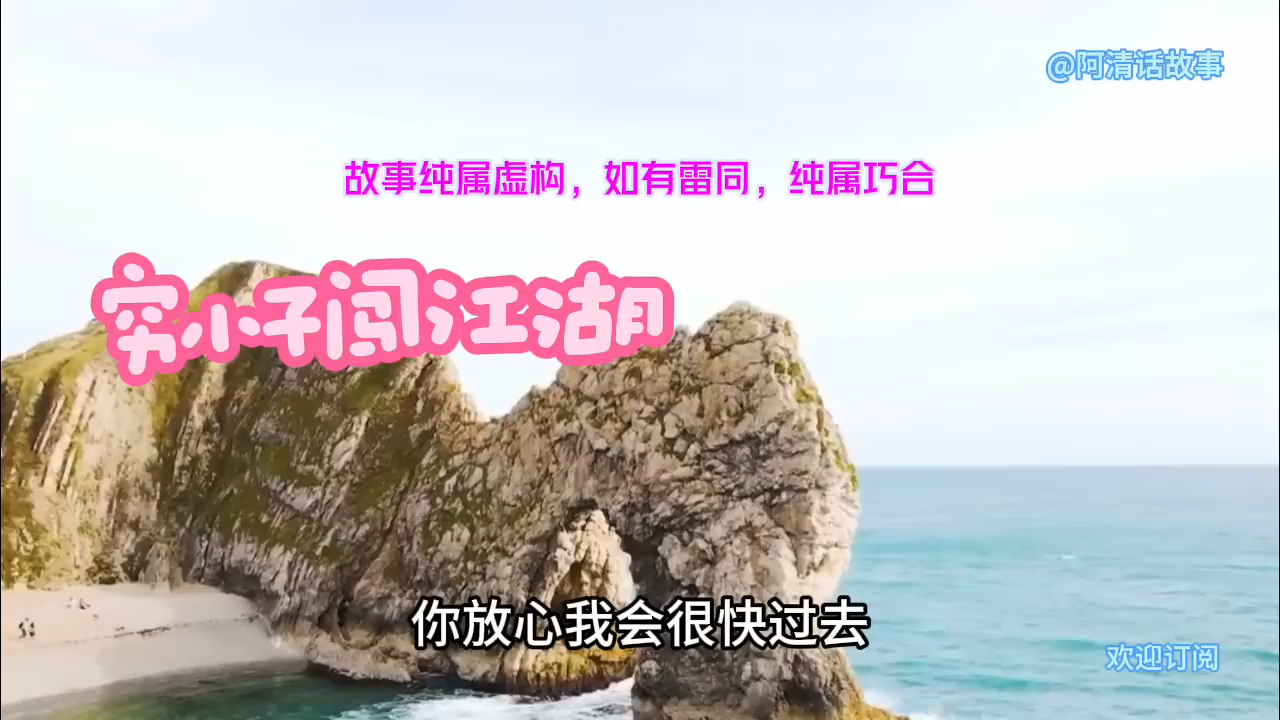 @阿清话故事
故事纯属虚构，如有雷同，纯属巧合
穷小子闯江湖
你放心我会很快过去
欢迎订阅